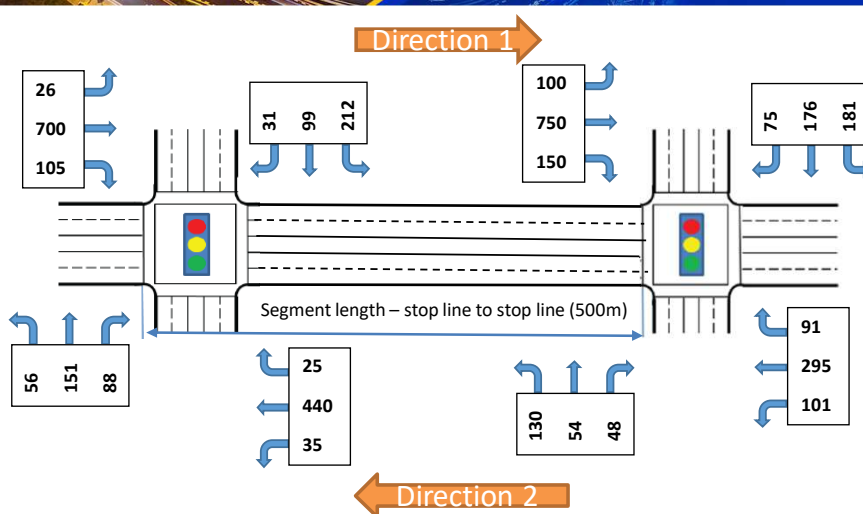 Direction 1
26
700
105
31 99 212
100
750
150
75 176 181
Segment length – stop line to stop line (500m)
56 151 88
25
440
35
130 54 48
91
295
101
Direction 2